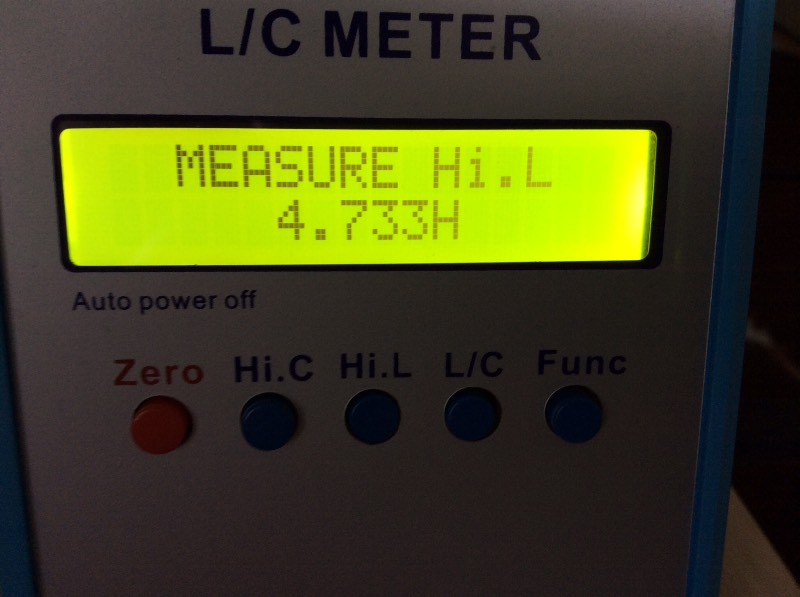 L/C METER
MEASURE Hi.L
4.733H
Auto power off
Zero Hi.C Hi.L L/C Func